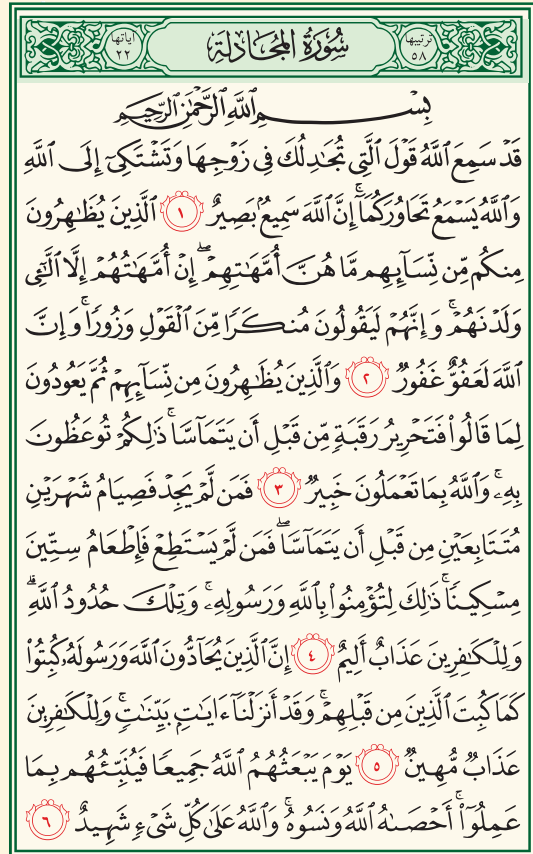 ترتيبها ٥٨ سُورَةُ المُجَادلَة آياتها ٢٢
بِسْمِ ٱللَّهِ ٱلرَّحْمَٰنِ ٱلرَّحِيمِ
قَدْ سَمِعَ ٱللَّهُ قَوْلَ ٱلَّتِي تُجَٰدِلُكَ فِي زَوْجِهَا وَتَشْتَكِيٓ إِلَى ٱللَّهِ
وَٱللَّهُ يَسْمَعُ تَحَاوُرَكُمَآۚ إِنَّ ٱللَّهَ سَمِيعُۢ بَصِيرٌ ١ ٱلَّذِينَ يُظَٰهِرُونَ
مِنكُم مِّن نِّسَآئِهِم مَّا هُنَّ أُمَّهَٰتِهِمْۖ إِنْ أُمَّهَٰتُهُمْ إِلَّا ٱلَّٰٓـِٔي
وَلَدْنَهُمْۚ وَإِنَّهُمْ لَيَقُولُونَ مُنكَرًا مِّنَ ٱلْقَوْلِ وَزُورًاۚ وَإِنَّ
ٱللَّهَ لَعَفُوٌّ غَفُورٌ ٢ وَٱلَّذِينَ يُظَٰهِرُونَ مِن نِّسَآئِهِمْ ثُمَّ يَعُودُونَ
لِمَا قَالُوا۟ فَتَحْرِيرُ رَقَبَةٍ مِّن قَبْلِ أَن يَتَمَآسَّاۚ ذَٰلِكُمْ تُوعَظُونَ
بِهِۦۚ وَٱللَّهُ بِمَا تَعْمَلُونَ خَبِيرٌ ٣ فَمَن لَّمْ يَجِدْ فَصِيَامُ شَهْرَيْنِ
مُتَتَابِعَيْنِ مِن قَبْلِ أَن يَتَمَآسَّاۖ فَمَن لَّمْ يَسْتَطِعْ فَإِطْعَامُ سِتِّينَ
مِسْكِينًاۚ ذَٰلِكَ لِتُؤْمِنُوا۟ بِٱللَّهِ وَرَسُولِهِۦۚ وَتِلْكَ حُدُودُ ٱللَّهِۗ
وَلِلْكَٰفِرِينَ عَذَابٌ أَلِيمٌ ٤ إِنَّ ٱلَّذِينَ يُحَآدُّونَ ٱللَّهَ وَرَسُولَهُۥ كُبِتُوا۟
كَمَا كُبِتَ ٱلَّذِينَ مِن قَبْلِهِمْۚ وَقَدْ أَنزَلْنَآ ءَايَٰتٍۭ بَيِّنَٰتٍۚ وَلِلْكَٰفِرِينَ
عَذَابٌ مُّهِينٌ ٥ يَوْمَ يَبْعَثُهُمُ ٱللَّهُ جَمِيعًا فَيُنَبِّئُهُم بِمَا
عَمِلُوٓا۟ۚ أَحْصَىٰهُ ٱللَّهُ وَنَسُوهُۚ وَٱللَّهُ عَلَىٰ كُلِّ شَيْءٍ شَهِيدٌ ٦